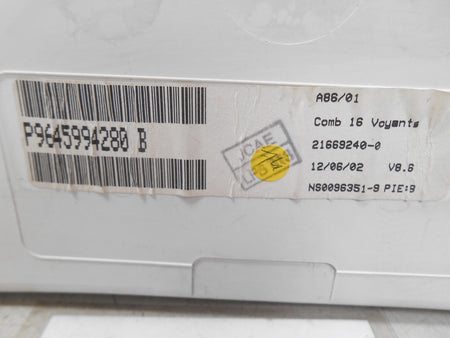 P9645994280 B
JCAE
A86/01
Comb 16 Voyants
21669240-0
12/06/02 V8.6
NS0096351-9 PIE:9